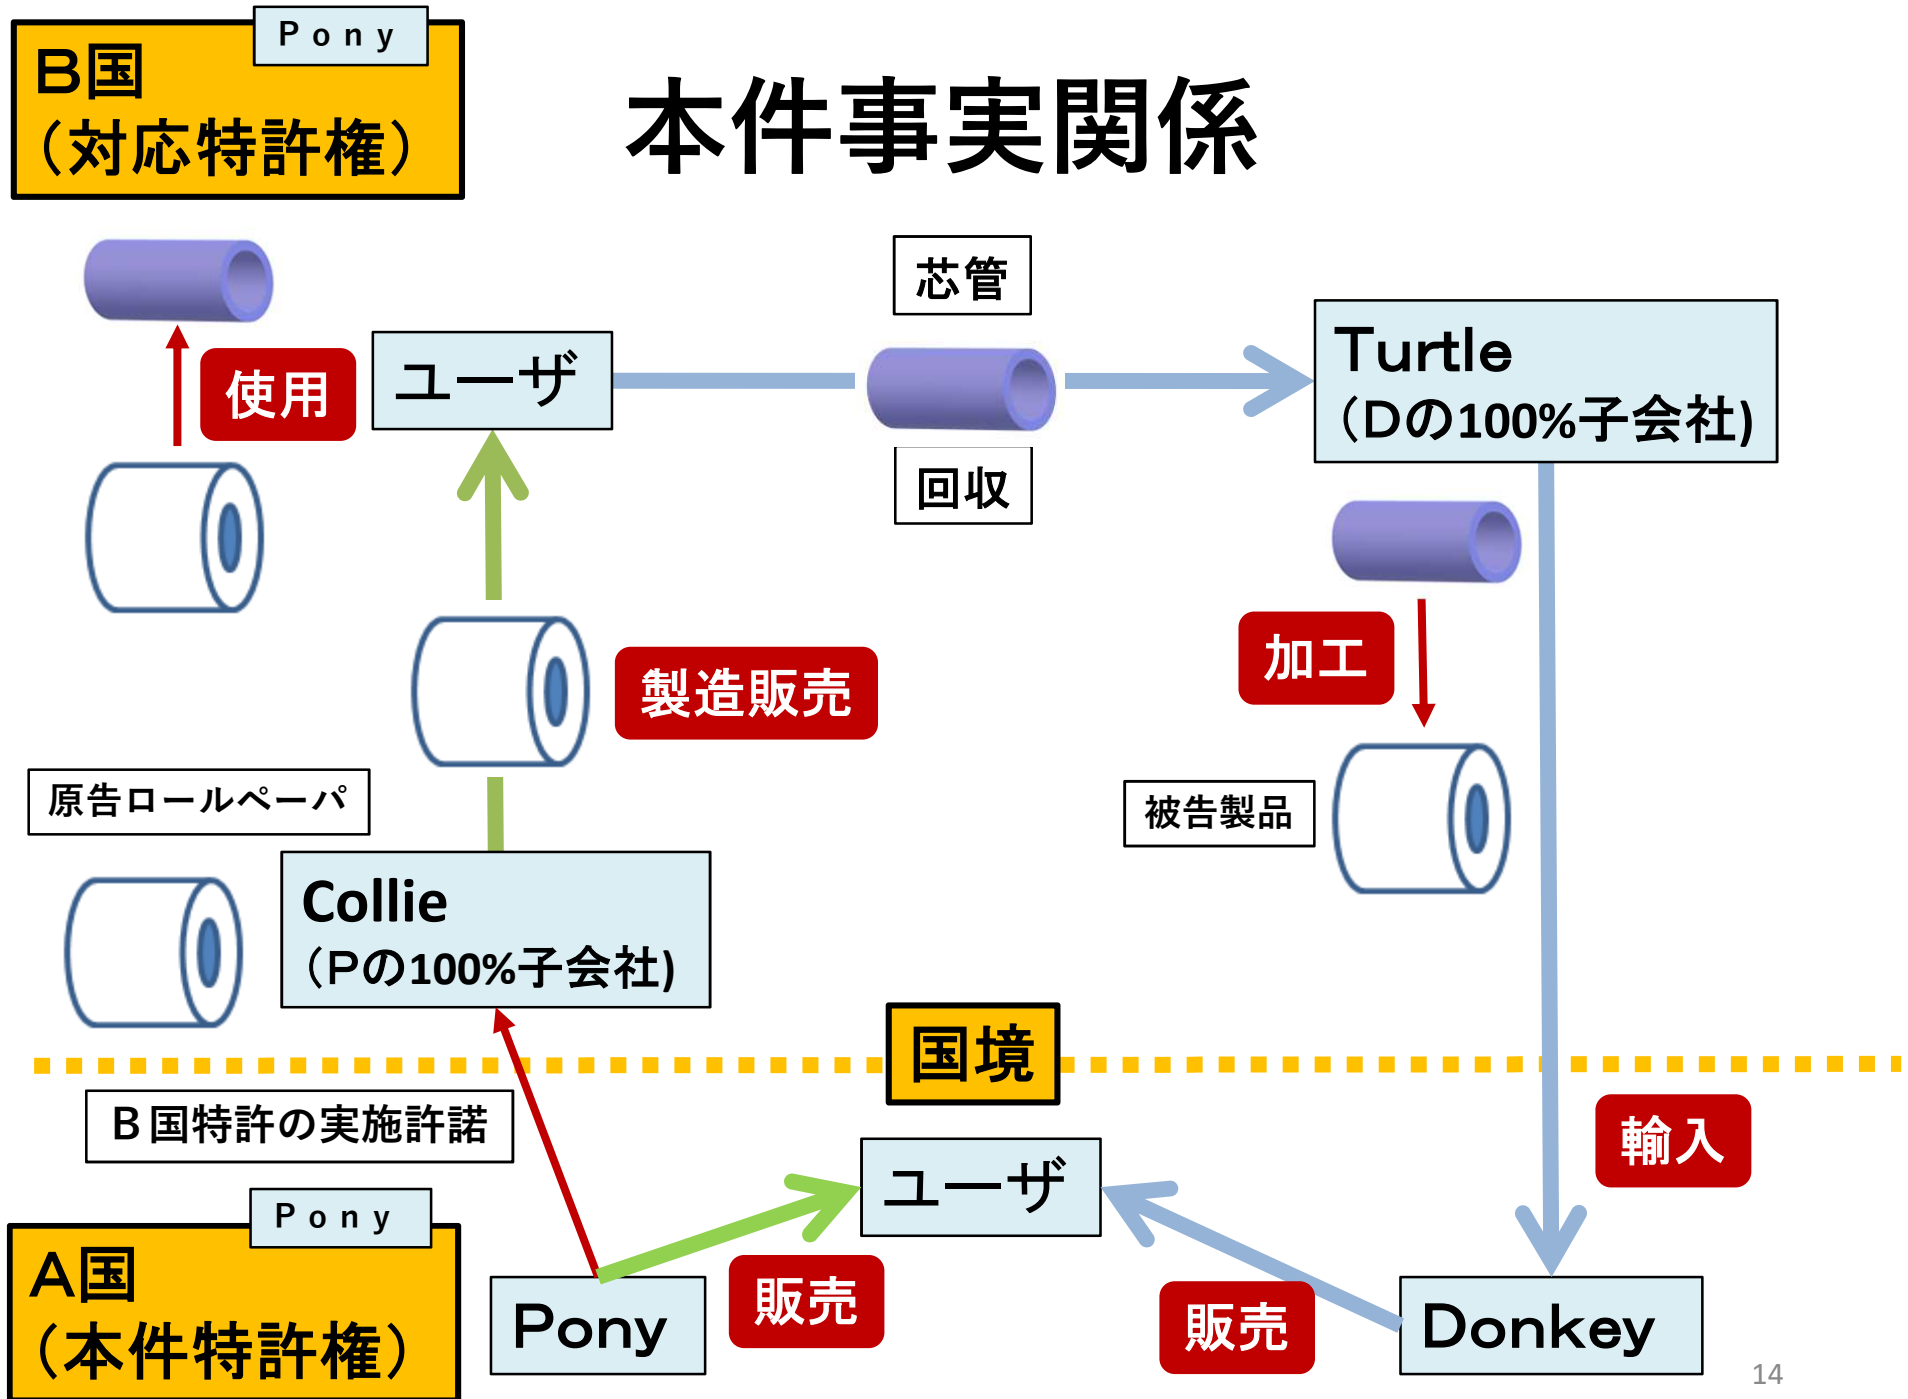 Pony
B国
（対応特許権）
本件事実関係
芯管
使用
ユーザ
Turtle
（Dの100%子会社)
回収
製造販売
加工
原告ロールペーパ
被告製品
Collie
（Pの100%子会社)
国境
B国特許の実施許諾
輸入
ユーザ
Pony
A国
（本件特許権）
Pony
販売
販売
Donkey
14